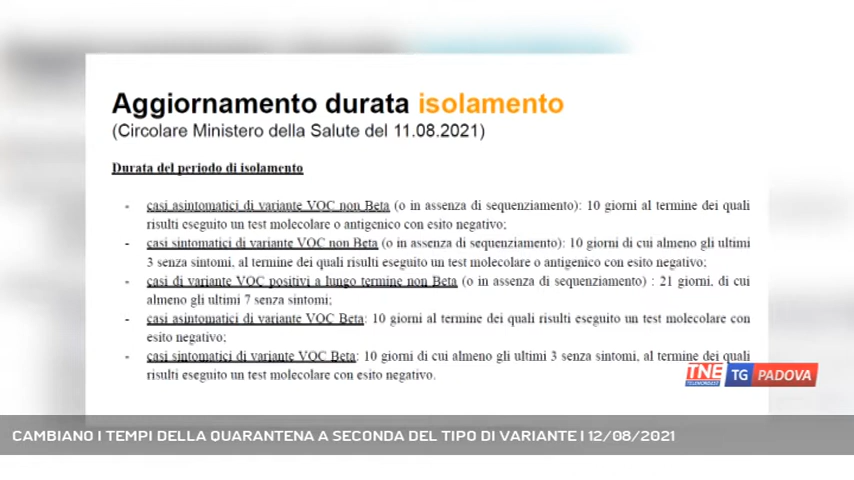 Aggiornamento durata isolamento
(Circolare Ministero della Salute del 11.08.2021)
Durata del periodo di isolamento
- casi asintomatici di variante VOC non Beta (o in assenza di sequenziamento): 10 giorni al termine dei quali
risulti eseguito un test molecolare o antigenico con esito negativo;
- casi sintomatici di variante VOC non Beta (o in assenza di sequenziamento): 10 giorni di cui almeno gli ultimi
3 senza sintomi, al termine dei quali risulti eseguito un test molecolare o antigenico con esito negativo;
- casi di variante VOC positivi a lungo termine non Beta (o in assenza di sequenziamento) : 21 giorni, di cui
almeno gli ultimi 7 senza sintomi;
- casi asintomatici di variante VOC Beta: 10 giorni al termine dei quali risulti eseguito un test molecolare con
esito negativo;
- casi sintomatici di variante VOC Beta: 10 giorni di cui almeno gli ultimi 3 senza sintomi, al termine dei quali
risulti eseguito un test molecolare con esito negativo.
TNE TG PADOVA
TELENORDEST
CAMBIANO I TEMPI DELLA QUARANTENA A SECONDA DEL TIPO DI VARIANTE | 12/08/2021